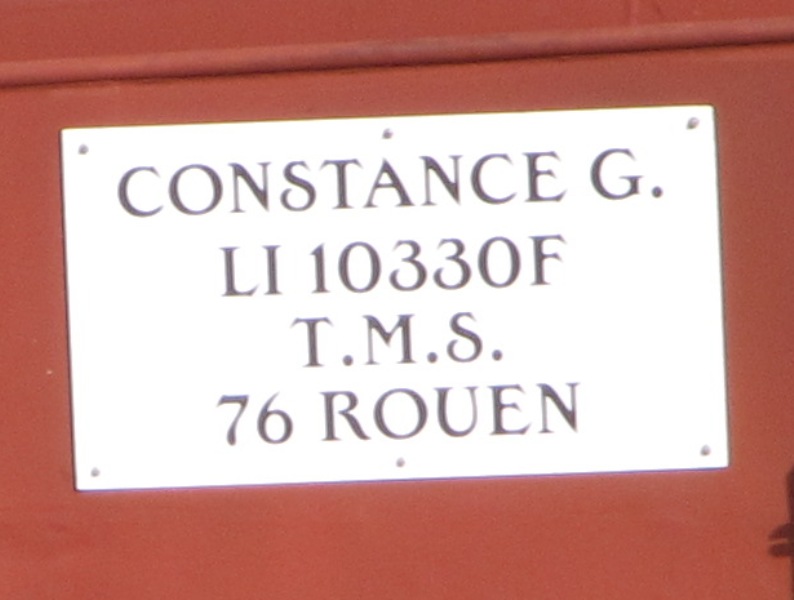 CONSTANCE G.
LI 10330F
T.M.S.
76 ROUEN